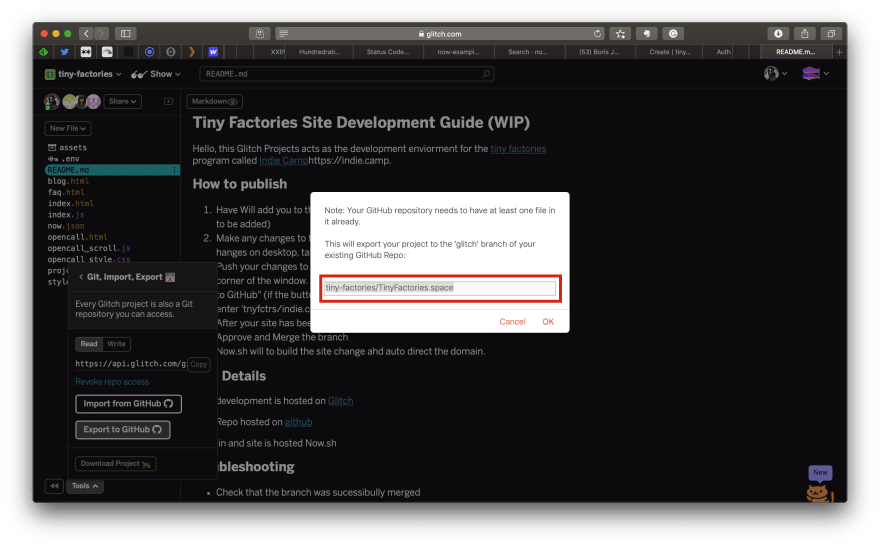 glitch.com
XXIV
Hundredrab...
Status Code...
now-exampl...
Search - no...
(53) Boris J...
Create | tiny...
Auth
README.m...
tiny-factories
Show
README.md
Share
Markdown
New File
assets
.env
README.md
blog.html
faq.html
index.html
index.js
now.json
opencall.html
opencall_scroll.js
opencall_style.css
proje
style
Tiny Factories Site Development Guide (WIP)
Hello, this Glitch Projects acts as the development enviorment for the tiny factories
program called Indie Camphttps://indie.camp.
How to publish
1. Have Will add you to th
to be added)
2. Make any changes to t
hanges on desktop, ta
Push your changes to
corner of the window.
to GitHub" (if the butt
enter 'tnyfctrs/indie.c
After your site has bee
Approve and Merge the branch
Now.sh will to build the site change ahd auto direct the domain.
Details
development is hosted on Glitch
Repo hosted on github
in and site is hosted Now.sh
ubleshooting
• Check that the branch was sucessibully merged
Note: Your GitHub repository needs to have at least one file in
it already.
This will export your project to the 'glitch' branch of your
existing GitHub Repo:
tiny-factories/TinyFactories.space
Cancel
OK
Git, Import, Export
Every Glitch project is also a Git
repository you can access.
Read
Write
https://api.glitch.com/g
Copy
Revoke repo access
Import from GitHub
Export to GitHub
Download Project
Tools
New